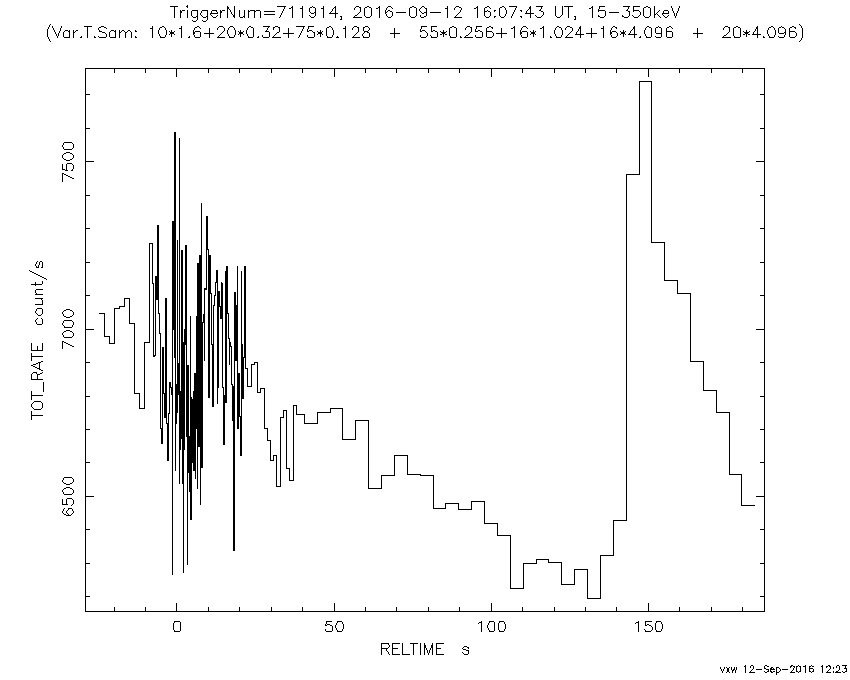 TriggerNum=711914, 2016-09-12 16:07:43 UT, 15-350keV
(Var.T.Sam: 10*1.6+20*0.32+75*0.128 + 55*0.256+16*1.024+16*4.096 + 20*4.096)
7500
7000
6500
TOT_RATE count/s
0 50 100 150
RELTIME s
vxw 12-Sep-2016 12:23